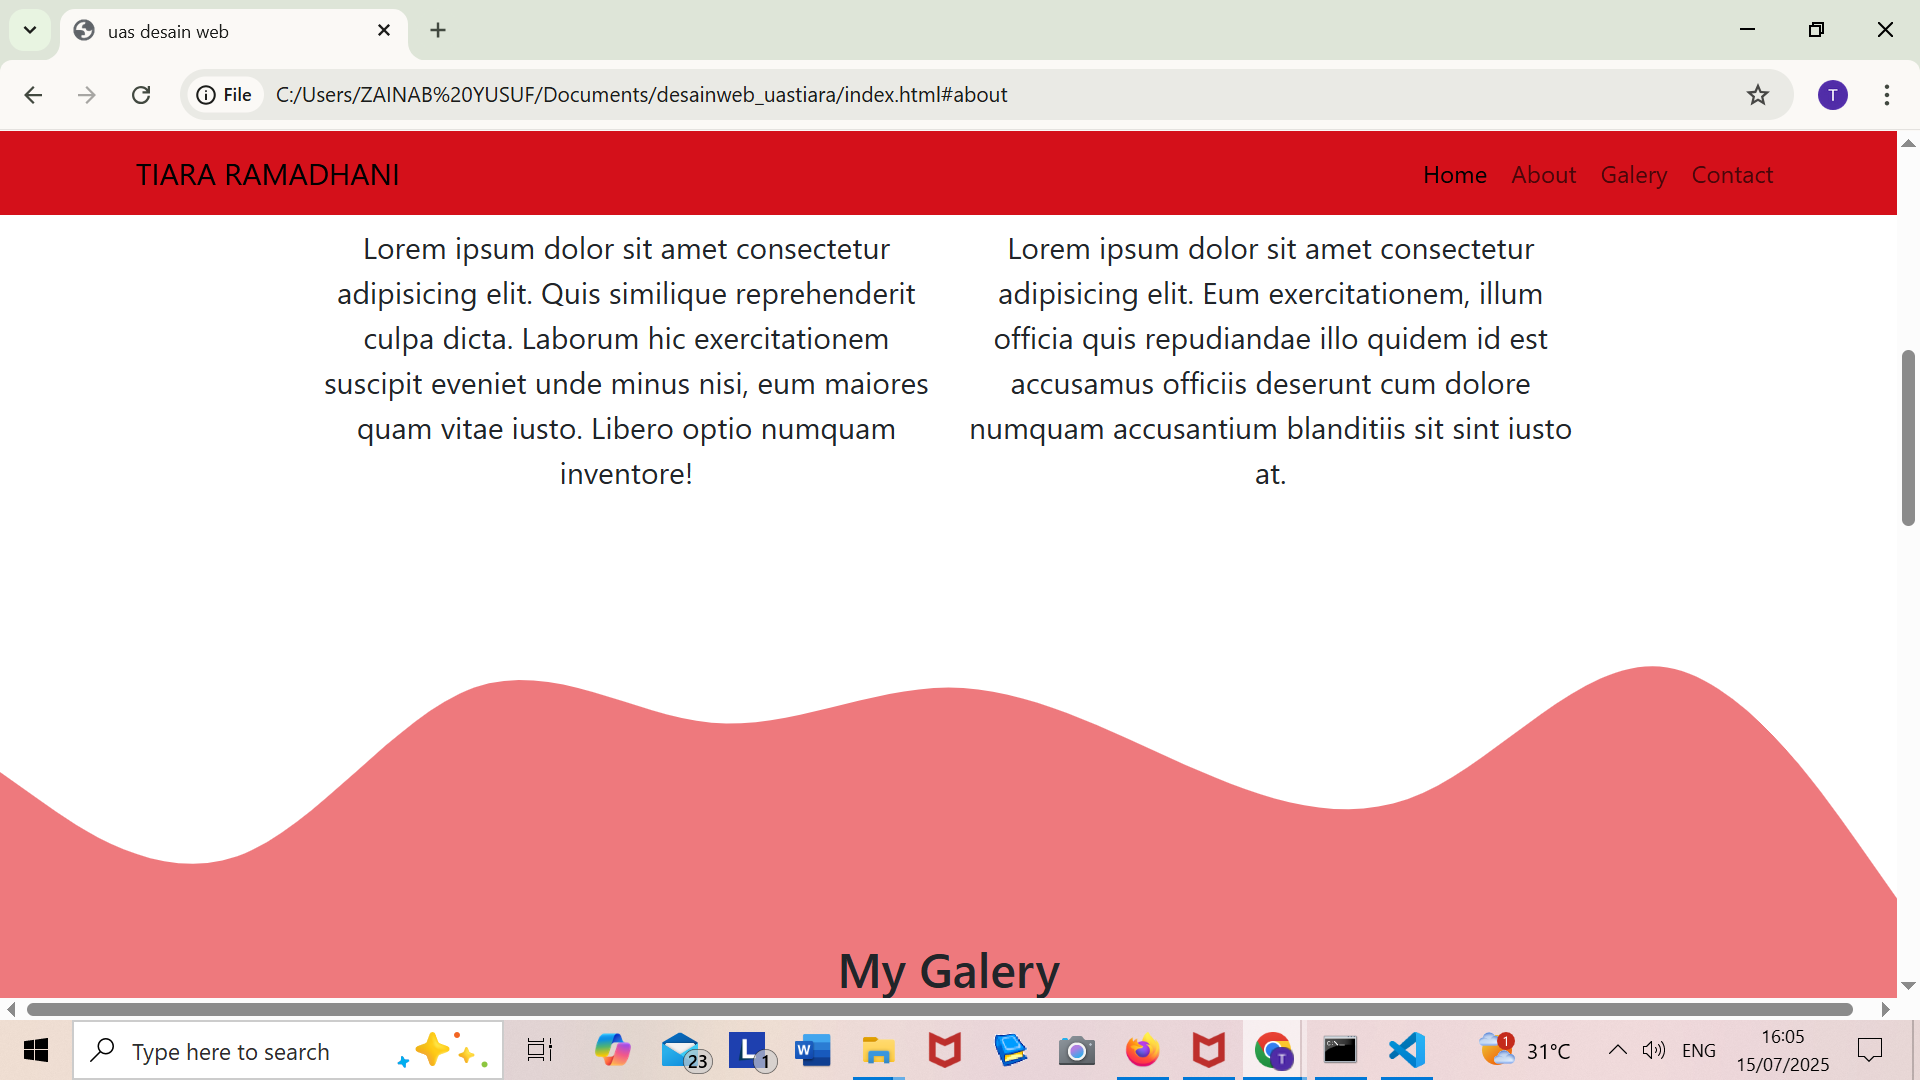 uas desain web
File
C:/Users/ZAINAB%20YUSUF/Documents/desainweb_uastiara/index.html#about
T
TIARA RAMADHANI
Home About Galery Contact
Lorem ipsum dolor sit amet consectetur
adipisicing elit. Quis similique reprehenderit
culpa dicta. Laborum hic exercitationem
suscipit eveniet unde minus nisi, eum maiores
quam vitae iusto. Libero optio numquam
inventore!
Lorem ipsum dolor sit amet consectetur
adipisicing elit. Eum exercitationem, illum
officia quis repudiandae illo quidem id est
accusamus officiis deserunt cum dolore
numquam accusantium blanditiis sit sint iusto
at.
My Galery
Type here to search
23
L
1
W
T
C:\
1
31°C
ENG
16:05
15/07/2025